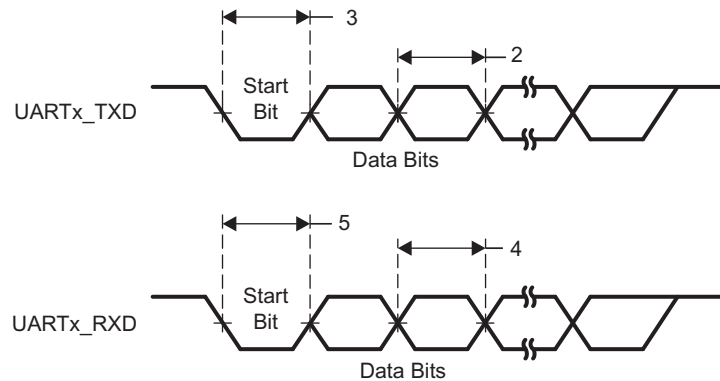 3
2
Start
Bit
UARTx_TXD
Data Bits
5
4
Start
Bit
UARTx_RXD
Data Bits